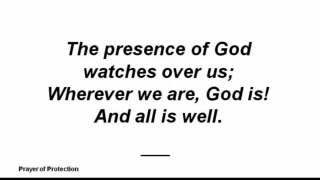 The presence of God
watches over us;
Wherever we are, God is!
And all is well.
Prayer of Protection